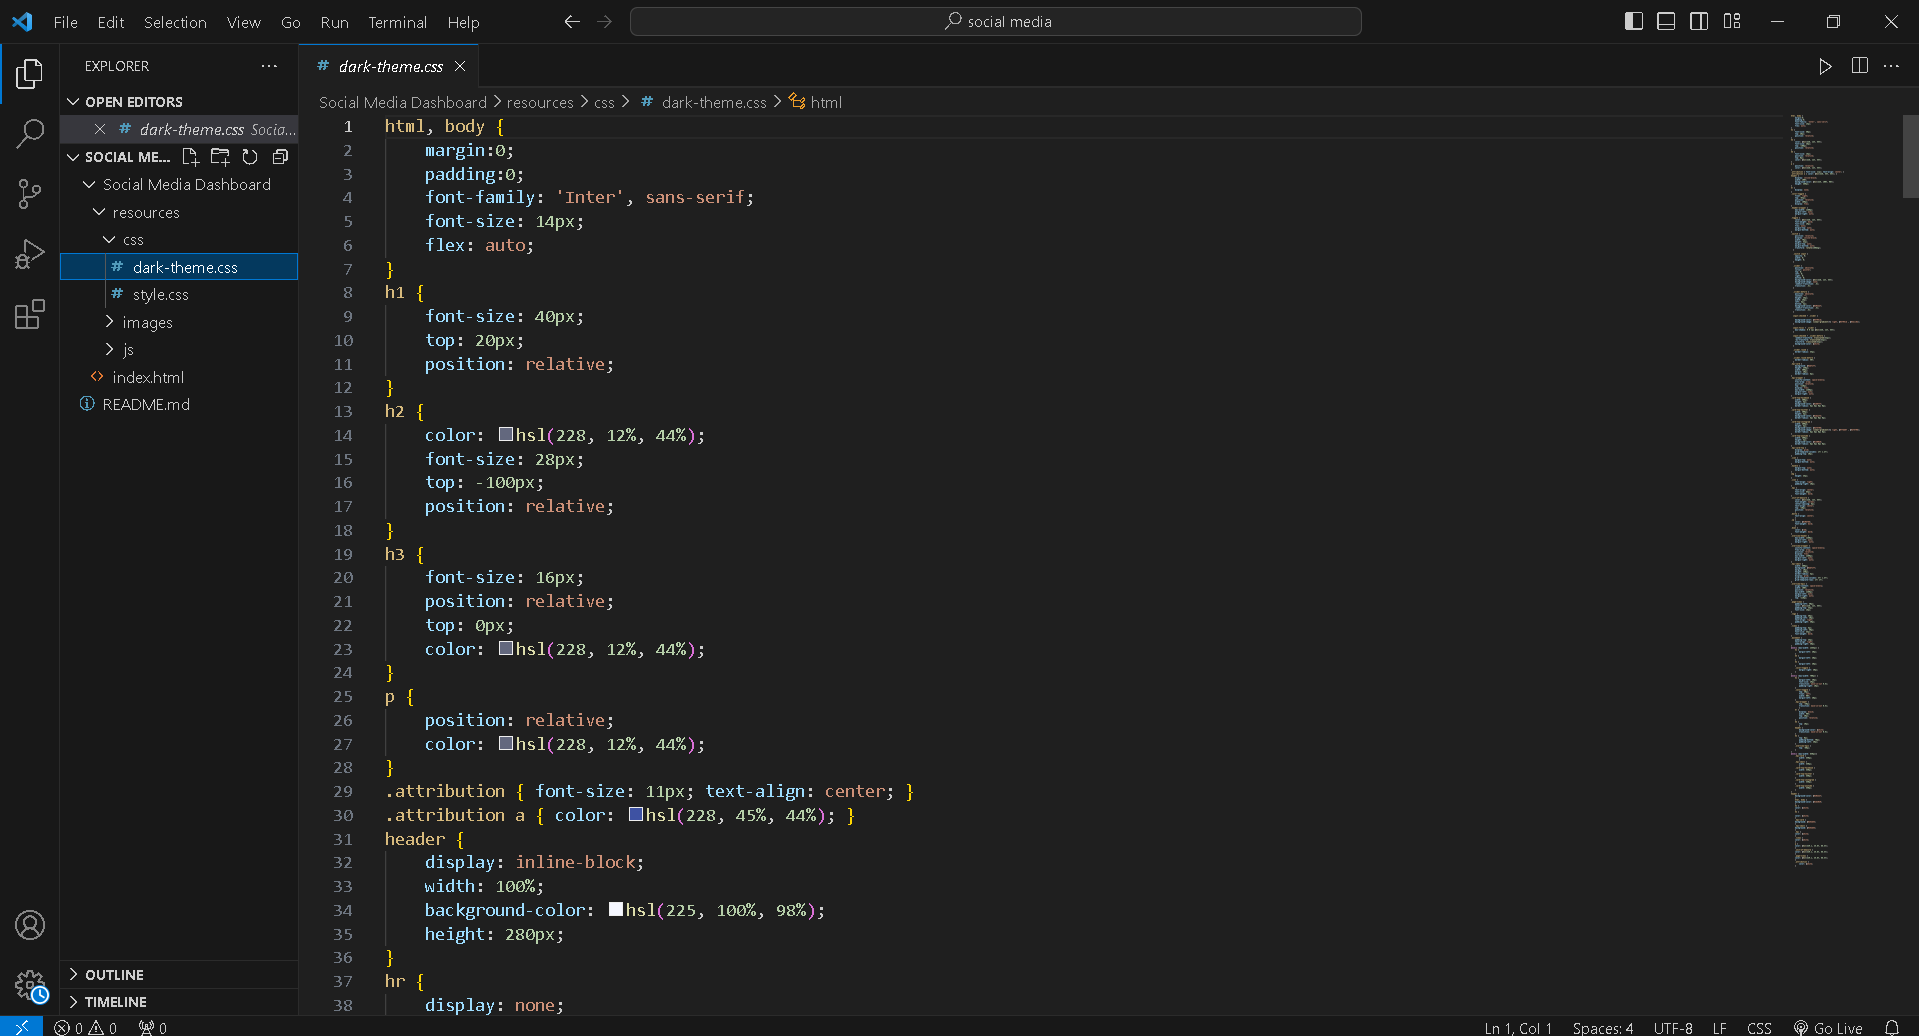 File Edit Selection View Go Run Terminal Help
social media
EXPLORER
OPEN EDITORS
dark-theme.css Socia...
SOCIAL ME...
Social Media Dashboard
resources
css
dark-theme.css
style.css
images
js
index.html
README.md
OUTLINE
TIMELINE
dark-theme.css
Social Media Dashboard > resources > css > # dark-theme.css > html
1 html, body {
2 margin:0;
3 padding:0;
4 font-family: 'Inter', sans-serif;
5 font-size: 14px;
6 flex: auto;
7 }
8 h1 {
9 font-size: 40px;
10 top: 20px;
11 position: relative;
12 }
13 h2 {
14 color: hsl(228, 12%, 44%);
15 font-size: 28px;
16 top: -100px;
17 position: relative;
18 }
19 h3 {
20 font-size: 16px;
21 position: relative;
22 top: 0px;
23 color: hsl(228, 12%, 44%);
24 }
25 p {
26 position: relative;
27 color: hsl(228, 12%, 44%);
28 }
29 .attribution { font-size: 11px; text-align: center; }
30 .attribution a { color: hsl(228, 45%, 44%); }
31 header {
32 display: inline-block;
33 width: 100%;
34 background-color: hsl(225, 100%, 98%);
35 height: 280px;
36 }
37 hr {
38 display: none;
0 0 0
Ln 1, Col 1 Spaces: 4 UTF-8 LF CSS Go Live